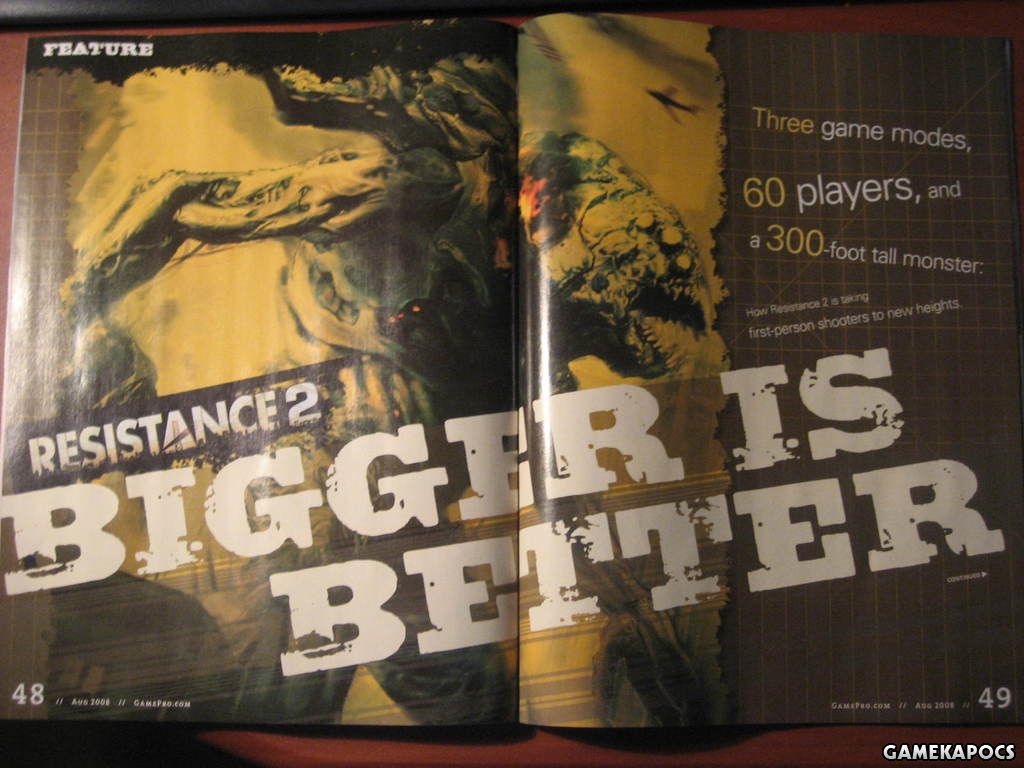 FEATURE
RESISTANCE 2
BIGGER IS
BETTER
Three game modes,
60 players, and
a 300-foot tall monster:
How Resistance 2 is taking
first-person shooters to new heights.
CONTINUED
48 // AUG 2008 // GAMEPRO.COM
GAMEPRO.COM // AUG 2008 // 49
GAMEKAPOCS